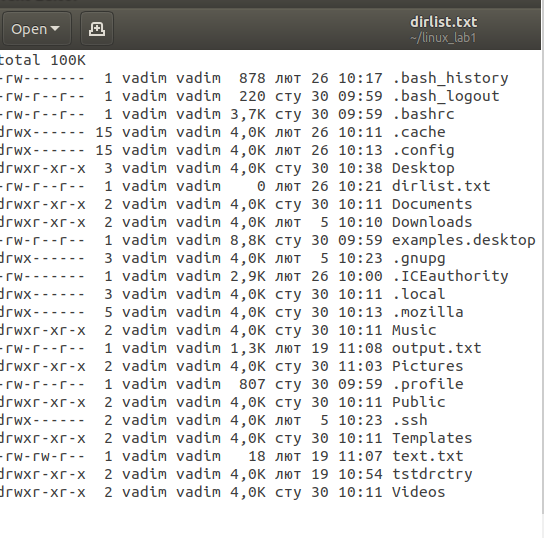 Open
dirlist.txt
~/linux_lab1
total 100K
-rw------- 1 vadim vadim 878 лют 26 10:17 .bash_history
-rw-r--r-- 1 vadim vadim 220 сту 30 09:59 .bash_logout
-rw-r--r-- 1 vadim vadim 3,7K сту 30 09:59 .bashrc
drwx------ 15 vadim vadim 4,0K лют 26 10:11 .cache
drwx------ 15 vadim vadim 4,0K лют 26 10:13 .config
drwxr-xr-x 3 vadim vadim 4,0K сту 30 10:38 Desktop
-rw-r--r-- 1 vadim vadim 0 лют 26 10:21 dirlist.txt
drwxr-xr-x 2 vadim vadim 4,0K сту 30 10:11 Documents
drwxr-xr-x 2 vadim vadim 4,0K лют 5 10:10 Downloads
-rw-r--r-- 1 vadim vadim 8,8K сту 30 09:59 examples.desktop
drwx------ 3 vadim vadim 4,0K лют 5 10:23 .gnupg
-rw------- 1 vadim vadim 2,9K лют 26 10:00 .ICEauthority
drwx------ 3 vadim vadim 4,0K сту 30 10:11 .local
drwx------ 5 vadim vadim 4,0K сту 30 10:13 .mozilla
drwxr-xr-x 2 vadim vadim 4,0K сту 30 10:11 Music
-rw-r--r-- 1 vadim vadim 1,3K лют 19 11:08 output.txt
drwxr-xr-x 2 vadim vadim 4,0K сту 30 11:03 Pictures
-rw-r--r-- 1 vadim vadim 807 сту 30 09:59 .profile
drwxr-xr-x 2 vadim vadim 4,0K сту 30 10:11 Public
drwx------ 2 vadim vadim 4,0K лют 5 10:23 .ssh
drwxr-xr-x 2 vadim vadim 4,0K сту 30 10:11 Templates
-rw-rw-r-- 1 vadim vadim 18 лют 19 11:07 text.txt
drwxr-xr-x 2 vadim vadim 4,0K лют 19 10:54 tstdrctry
drwxr-xr-x 2 vadim vadim 4,0K сту 30 10:11 Videos